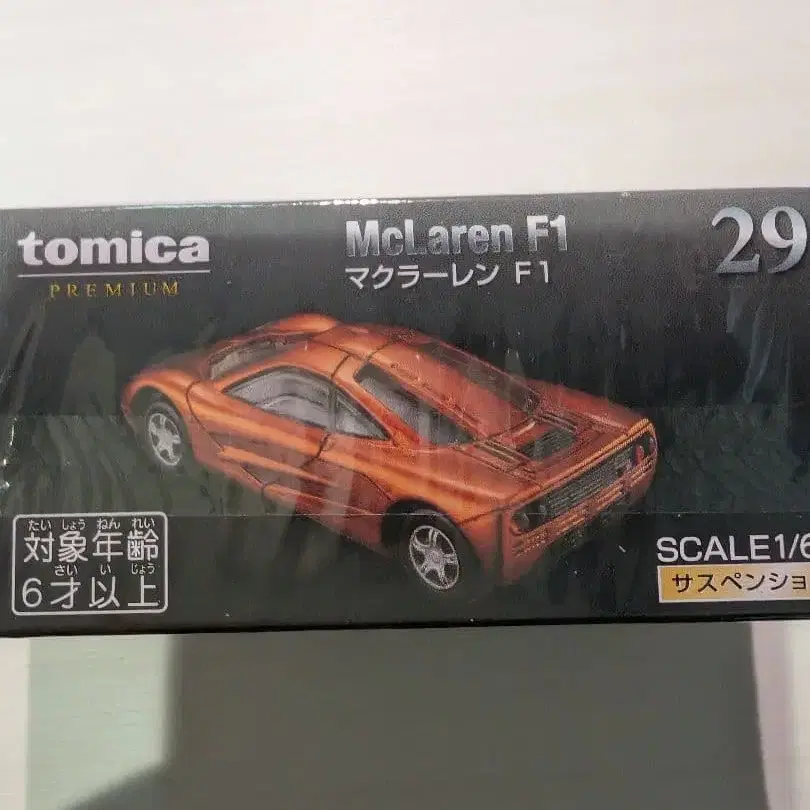 tomica
PREMIUM
McLaren F1
マクラーレン F1
29
たい しょう ねん れい
対象年齢
さい い じょう
6才以上
SCALE1/6
サスペンショ